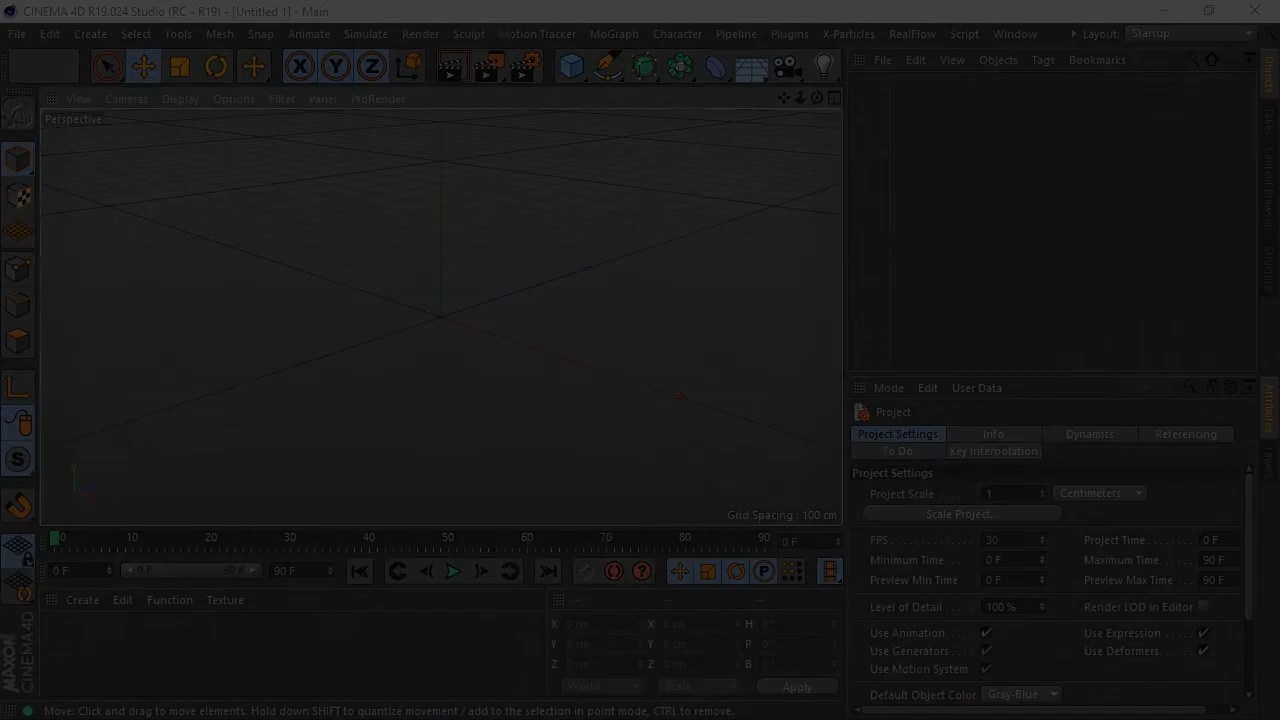 CINEMA 4D R19.024 Studio (RC - R19) - [Untitled 1] - Main
File Edit Create Select Tools Mesh Snap Animate Simulate Render Sculpt Motion Tracker MoGraph Character Pipeline Plugins X-Particles RealFlow Script Window Layout: Startup
X Y Z
File Edit View Objects Tags Bookmarks
View Cameras Display Options Filter Panel ProRender
Perspective
Objects
Takes
Content Browser
Structure
Y
Grid Spacing : 100 cm
Mode Edit User Data
Project
Project Settings Info Dynamics Referencing
To Do Key Interpolation
Attributes
Layers
Project Settings
Project Scale . . . . 1 Centimeters
Scale Project...
FPS 30 Project Time 0 F
Minimum Time 0 F Maximum Time 90 F
Preview Min Time 0 F Preview Max Time 90 F
Level of Detail 100 % Render LOD in Editor
Use Animation Use Expression
Use Generators Use Deformers
Use Motion System
Default Object Color Gray-Blue
S
0 10 20 30 40 50 60 70 80 90 0 F
0 F 0 F 90 F 90 F P
Create Edit Function Texture
-- -- --
X 0 cm X 0 cm H 0 °
Y 0 cm Y 0 cm P 0 °
Z 0 cm Z 0 cm B 0 °
World Scale Apply
MAXON CINEMA 4D
Move: Click and drag to move elements. Hold down SHIFT to quantize movement / add to the selection in point mode, CTRL to remove.